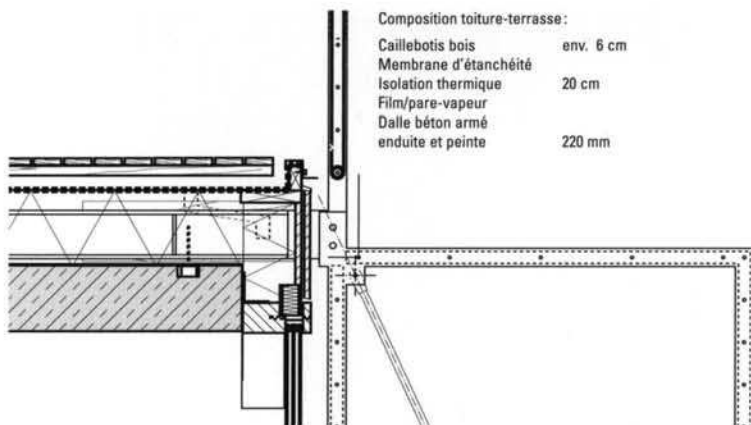 Composition toiture-terrasse:
Caillebotis bois env. 6 cm
Membrane d'étanchéité
Isolation thermique 20 cm
Film/pare-vapeur
Dalle béton armé
enduite et peinte 220 mm